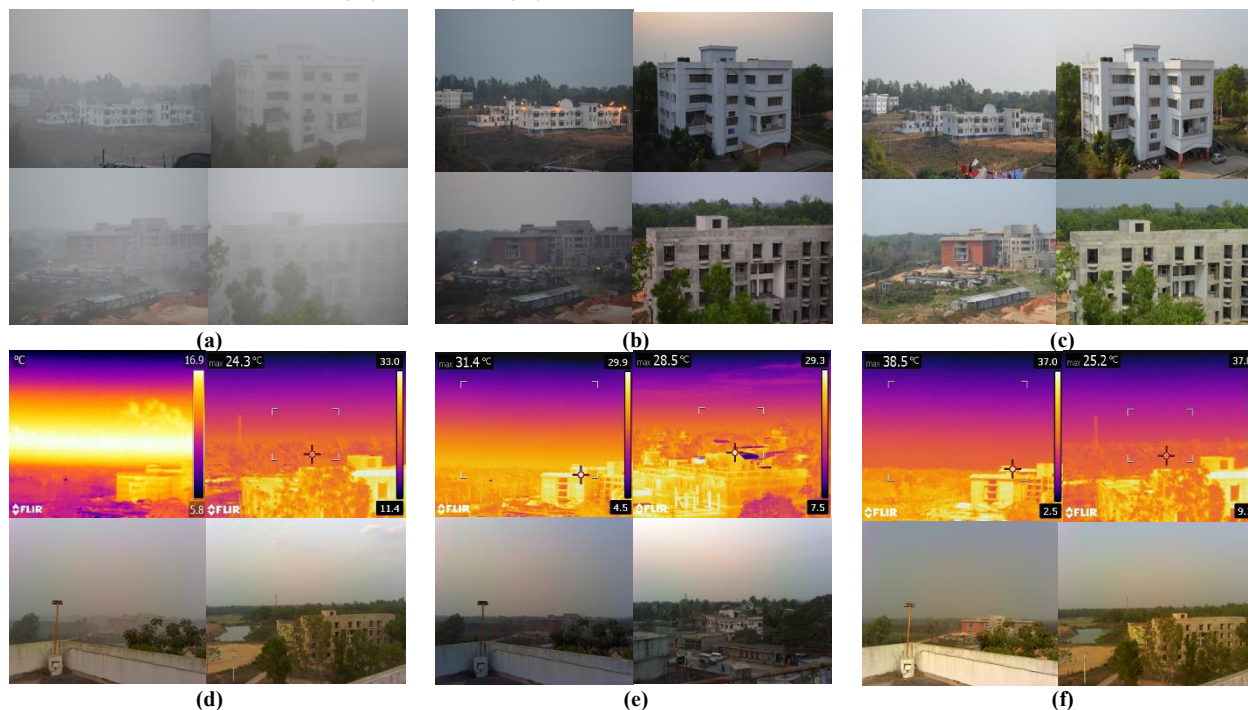 (a)
(b)
(c)
°C 16.9
5.8
FLIR
max 24.3 °C 33.0
11.4
FLIR
max 31.4 °C 29.9
4.5
FLIR
max 28.5 °C 29.3
7.5
FLIR
max 38.5 °C 37.0
2.5
FLIR
max 25.2 °C
FLIR
(d)
(e)
(f)